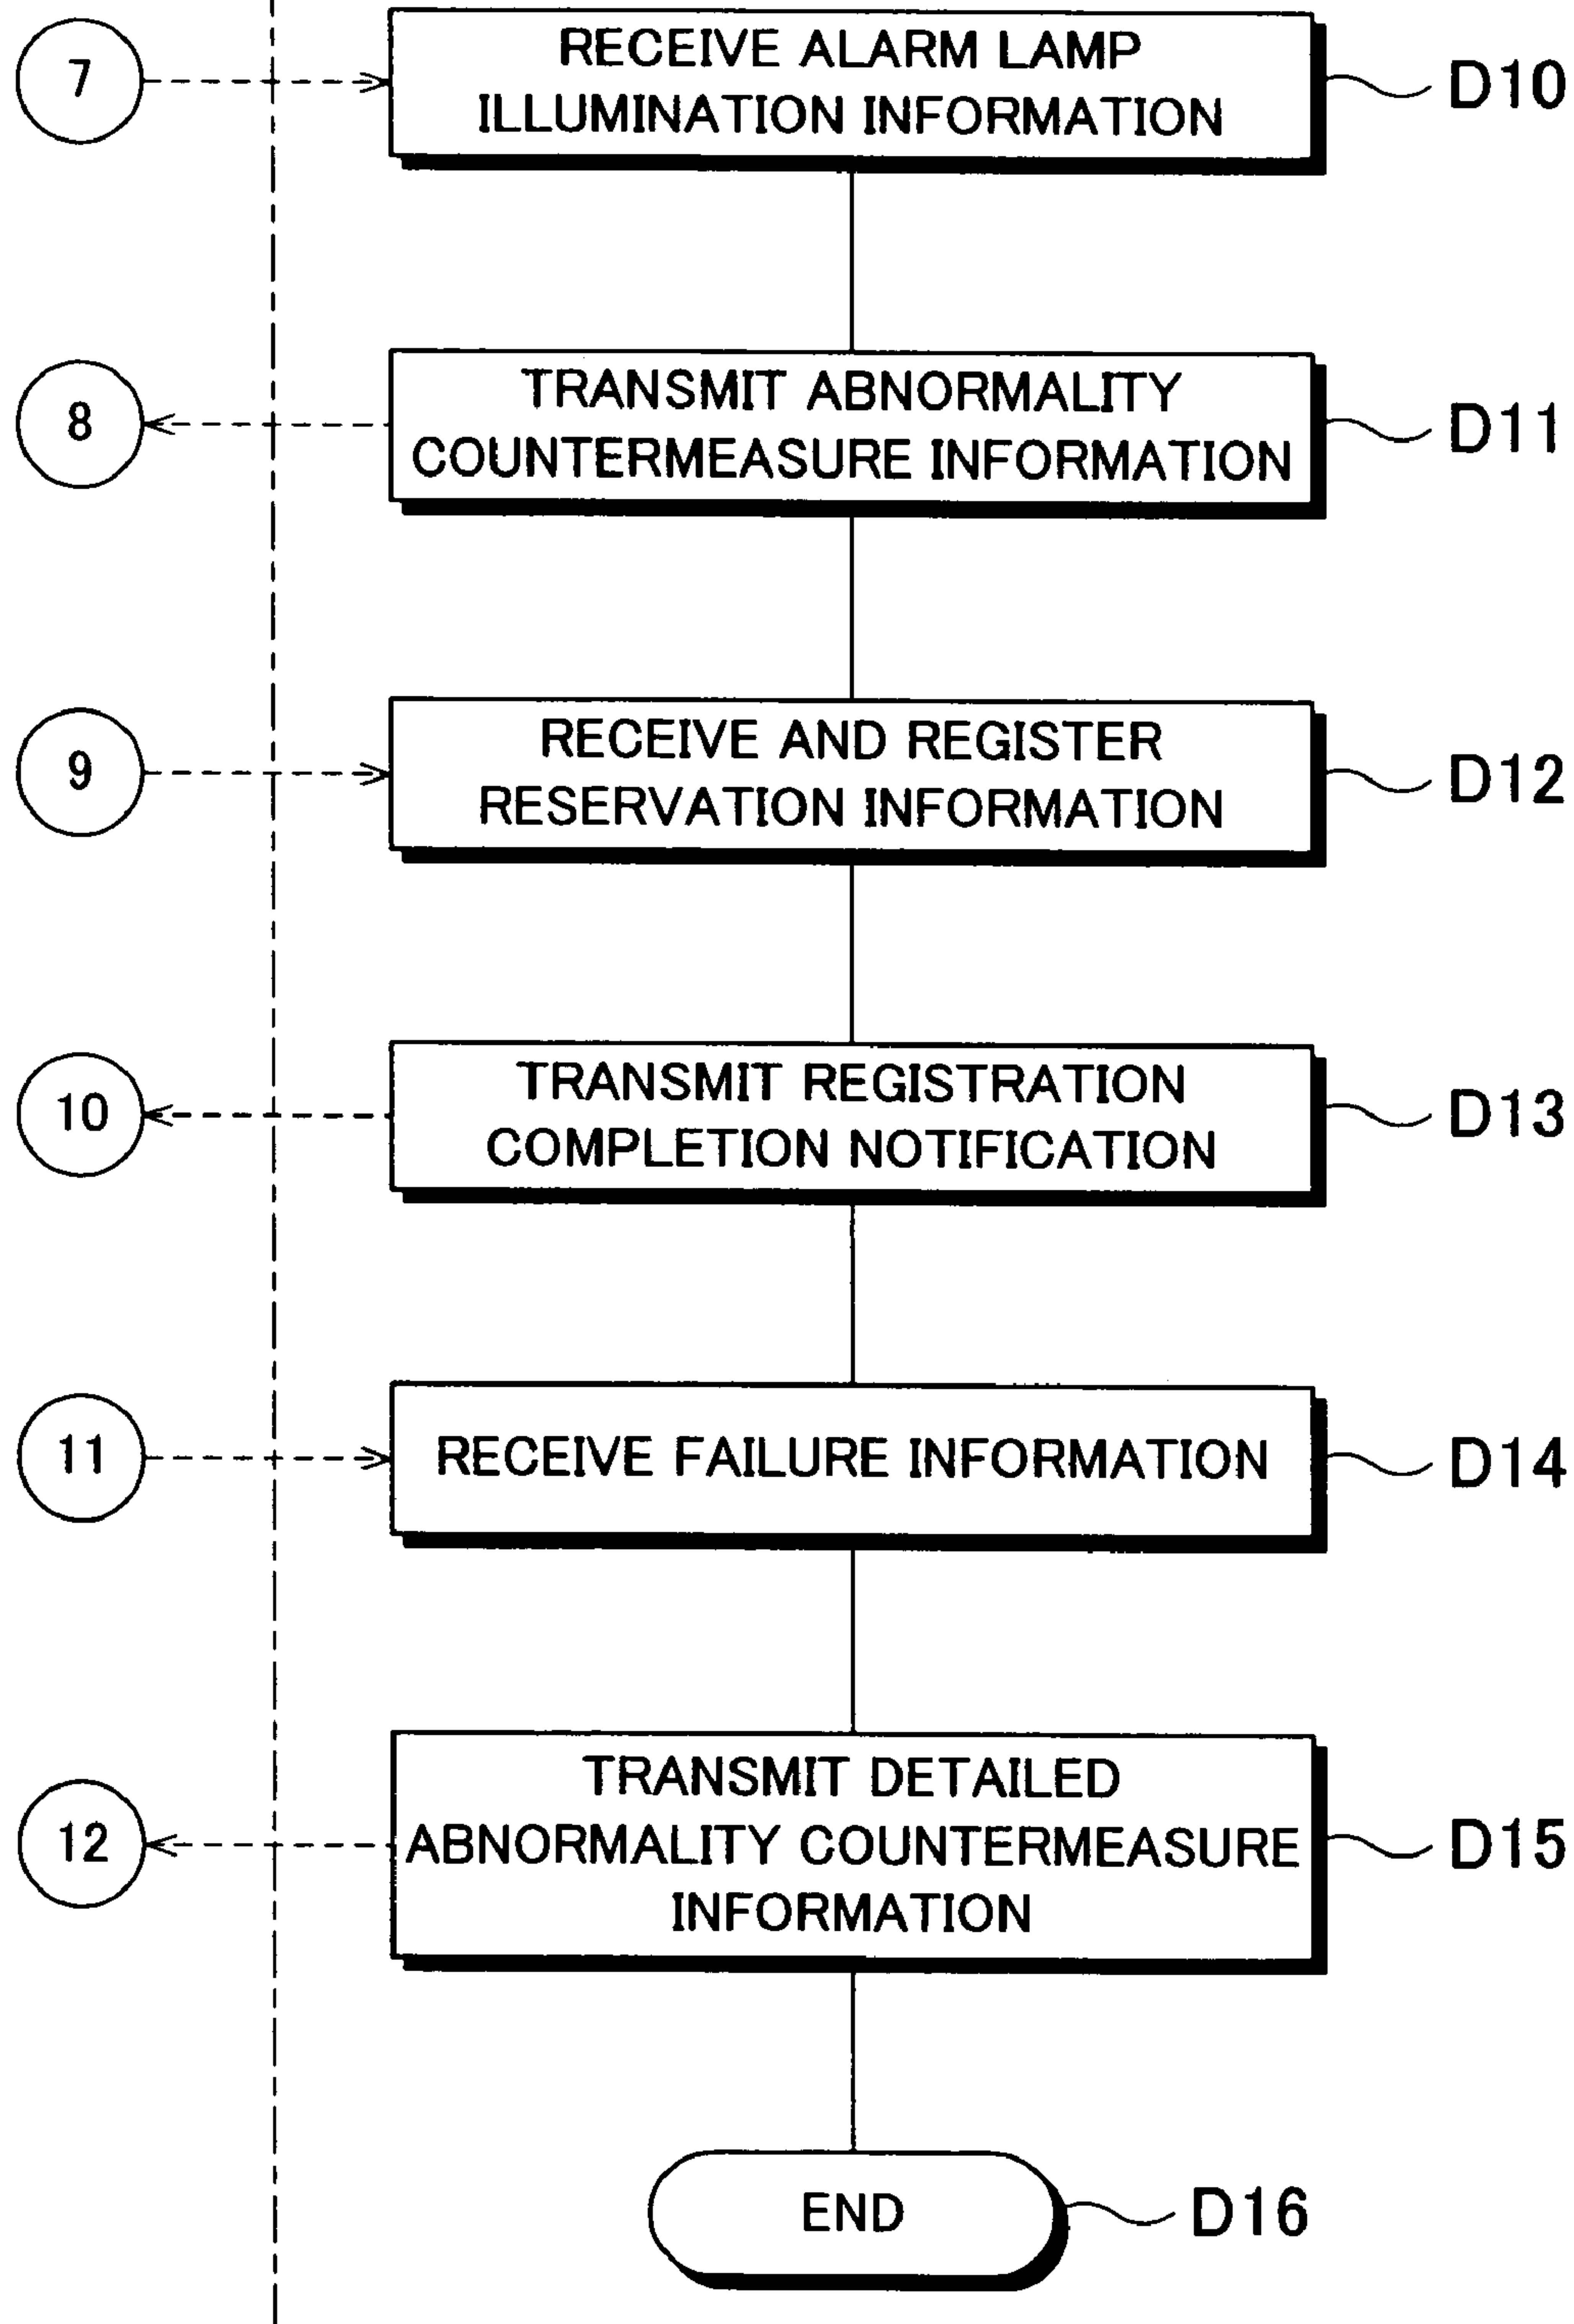 7
RECEIVE ALARM LAMP
ILLUMINATION INFORMATION
D10
8
TRANSMIT ABNORMALITY
COUNTERMEASURE INFORMATION
D11
9
RECEIVE AND REGISTER
RESERVATION INFORMATION
D12
10
TRANSMIT REGISTRATION
COMPLETION NOTIFICATION
D13
11
RECEIVE FAILURE INFORMATION
D14
12
TRANSMIT DETAILED
ABNORMALITY COUNTERMEASURE
INFORMATION
D15
END
D16